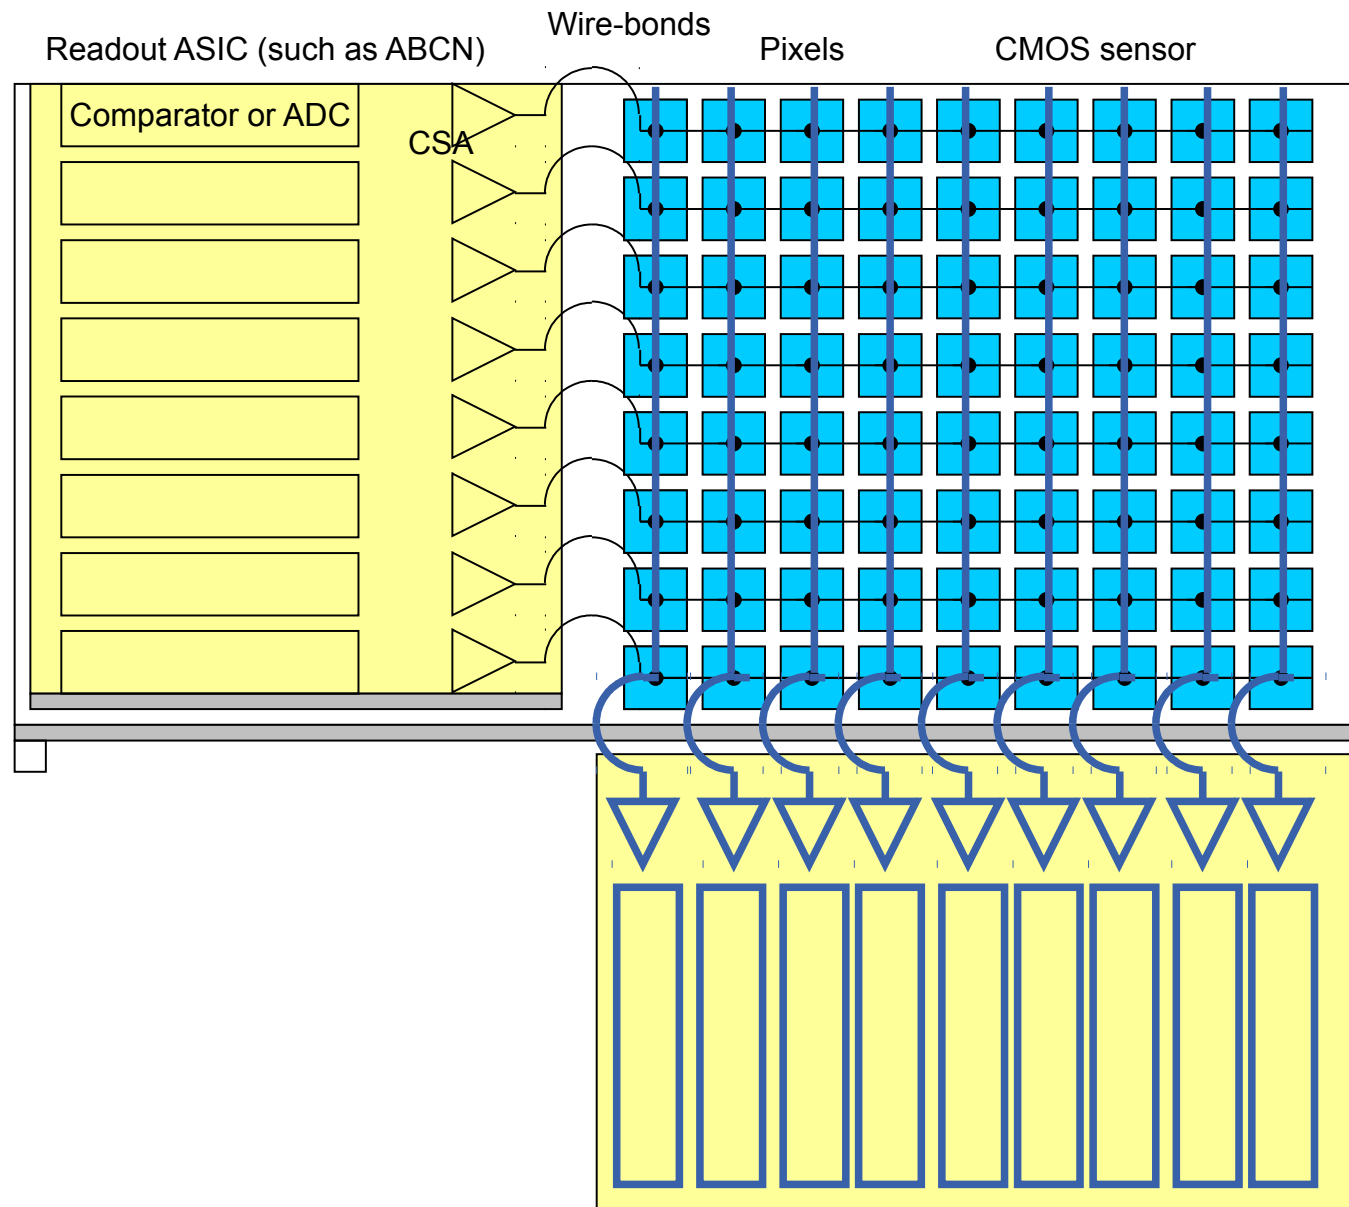 Wire-bonds
Readout ASIC (such as ABCN)
Pixels
CMOS sensor
Comparator or ADC
CSA